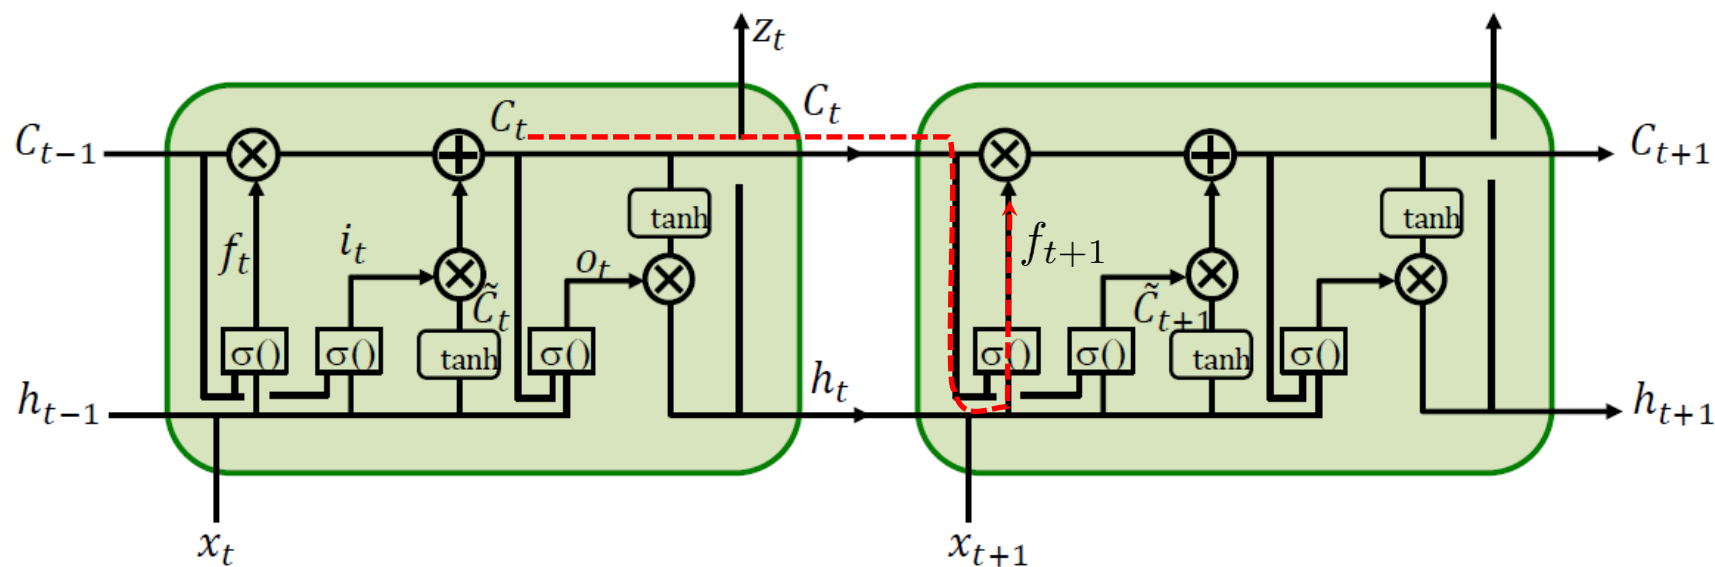 z_t
C_{t-1}
C_t
C_t
C_{t+1}
f_t
i_t
o_t
tanh
f_{t+1}
tanh
C̃_t
C̃_{t+1}
σ()
σ()
tanh
σ()
σ()
σ()
tanh
σ()
h_{t-1}
h_t
h_{t+1}
x_t
x_{t+1}